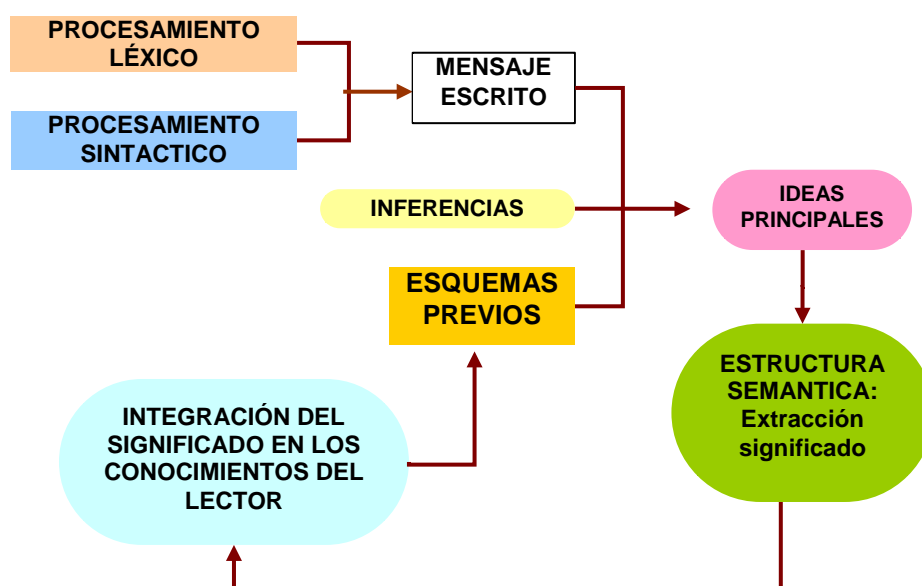 PROCESAMIENTO
LÉXICO
MENSAJE
ESCRITO
PROCESAMIENTO
SINTACTICO
INFERENCIAS
IDEAS
PRINCIPALES
ESQUEMAS
PREVIOS
ESTRUCTURA
SEMANTICA:
Extracción
significado
INTEGRACIÓN DEL
SIGNIFICADO EN LOS
CONOCIMIENTOS DEL
LECTOR